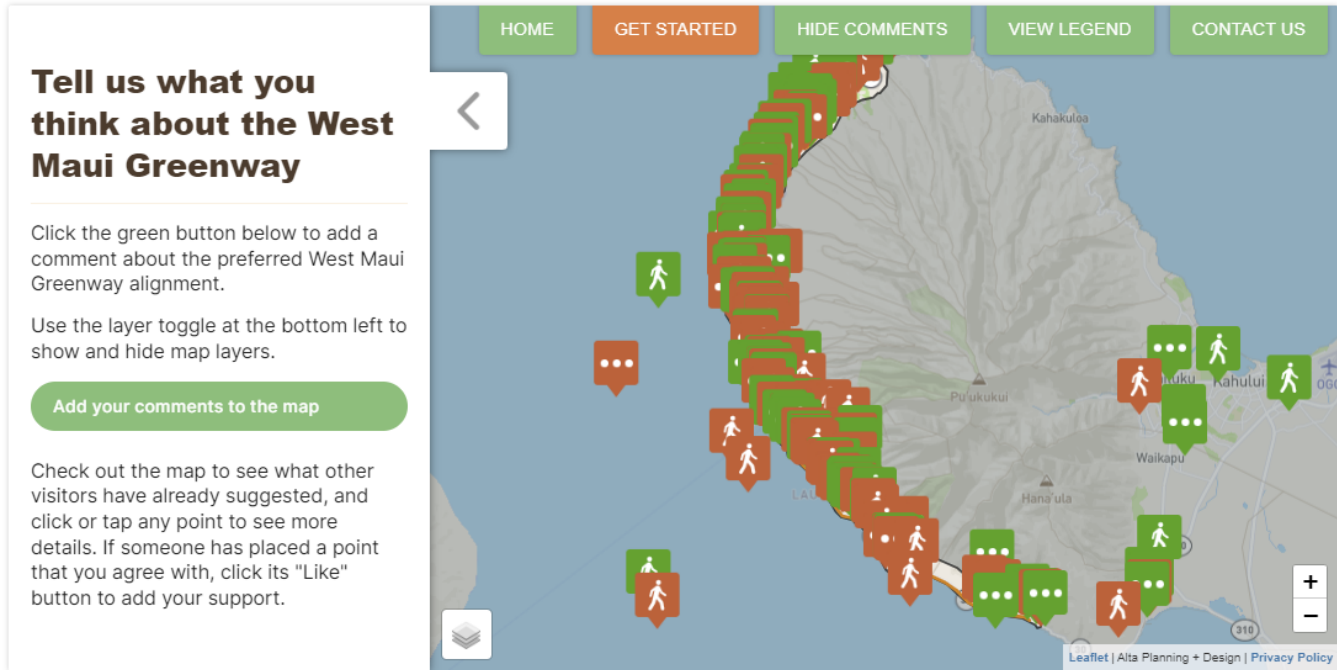 HOME
GET STARTED
HIDE COMMENTS
VIEW LEGEND
CONTACT US
Tell us what you
think about the West
Maui Greenway
Click the green button below to add a
comment about the preferred West Maui
Greenway alignment.
Use the layer toggle at the bottom left to
show and hide map layers.
Add your comments to the map
Check out the map to see what other
visitors have already suggested, and
click or tap any point to see more
details. If someone has placed a point
that you agree with, click its "Like"
button to add your support.
Kahakuloa
Kahului
Pu'ukukui
Waikapu
Hana'ula
310
+
−
Leaflet | Alta Planning + Design | Privacy Policy